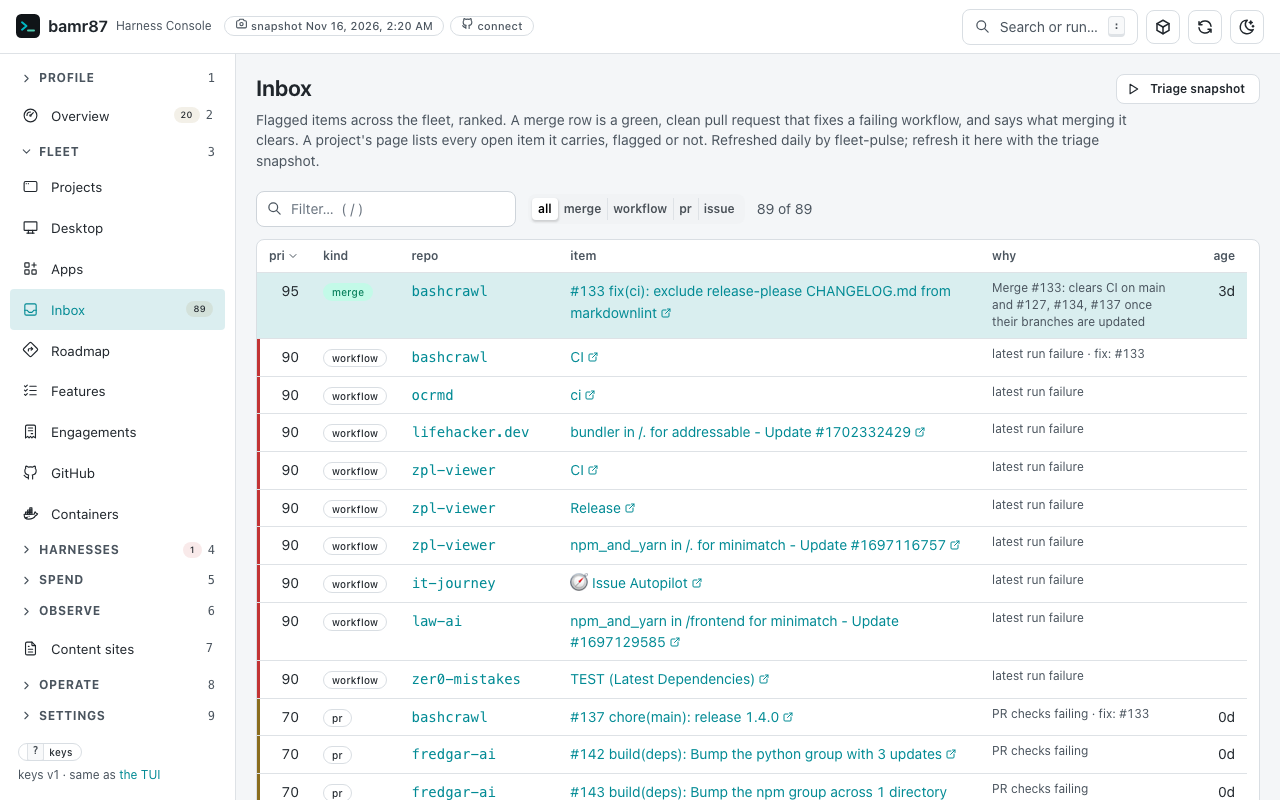 bamr87 Harness Console snapshot Nov 16, 2026, 2:20 AM connect Search or run... :
PROFILE 1
Overview 20 2
FLEET 3
Projects
Desktop
Apps
Inbox 89
Roadmap
Features
Engagements
GitHub
Containers
HARNESSES 1 4
SPEND 5
OBSERVE 6
Content sites 7
OPERATE 8
SETTINGS 9
? keys
keys v1 · same as the TUI
Inbox
Triage snapshot
Flagged items across the fleet, ranked. A merge row is a green, clean pull request that fixes a failing workflow, and says what merging it
clears. A project's page lists every open item it carries, flagged or not. Refreshed daily by fleet-pulse; refresh it here with the triage
snapshot.
Filter... ( / ) all merge workflow pr issue 89 of 89
pri kind repo item why age
95 merge bashcrawl #133 fix(ci): exclude release-please CHANGELOG.md from Merge #133: clears CI on main 3d
markdownlint and #127, #134, #137 once
their branches are updated
90 workflow bashcrawl CI latest run failure · fix: #133
90 workflow ocrmd ci latest run failure
90 workflow lifehacker.dev bundler in /. for addressable - Update #1702332429 latest run failure
90 workflow zpl-viewer CI latest run failure
90 workflow zpl-viewer Release latest run failure
90 workflow zpl-viewer npm_and_yarn in /. for minimatch - Update #1697116757 latest run failure
90 workflow it-journey 🧭 Issue Autopilot latest run failure
90 workflow law-ai npm_and_yarn in /frontend for minimatch - Update latest run failure
#1697129585
90 workflow zer0-mistakes TEST (Latest Dependencies) latest run failure
70 pr bashcrawl #137 chore(main): release 1.4.0 PR checks failing · fix: #133 0d
70 pr fredgar-ai #142 build(deps): Bump the python group with 3 updates PR checks failing 0d
70 pr fredgar-ai #143 build(deps): Bump the npm group across 1 directory PR checks failing 0d